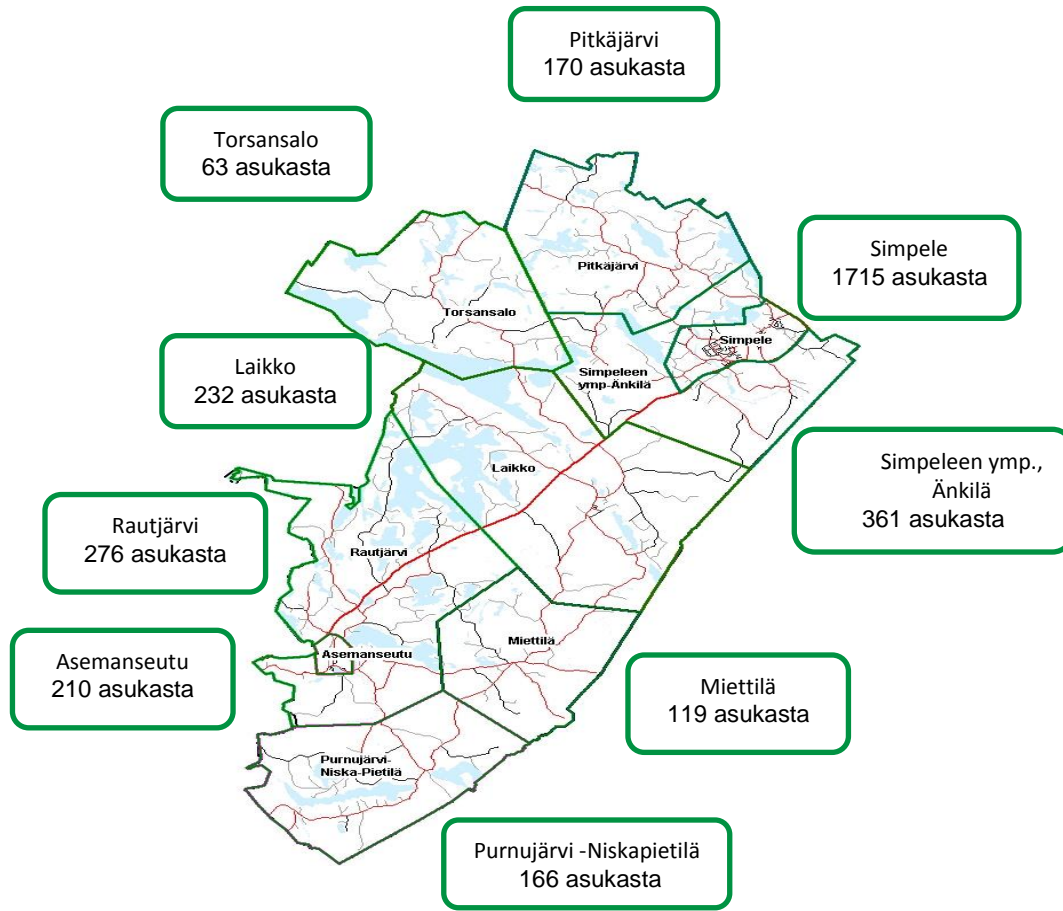 Pitkäjärvi
170 asukasta
Torsansalo
63 asukasta
Simpele
1715 asukasta
Pitkäjärvi
Torsansalo
Simpele
Laikko
232 asukasta
Simpeleen
ymp-Änkilä
Simpeleen ymp.,
Änkilä
361 asukasta
Laikko
Rautjärvi
276 asukasta
Rautjärvi
Asemanseutu
210 asukasta
Asemanseutu
Miettilä
Miettilä
119 asukasta
Purnujärvi-
Niska-Pietilä
Purnujärvi -Niskapietilä
166 asukasta